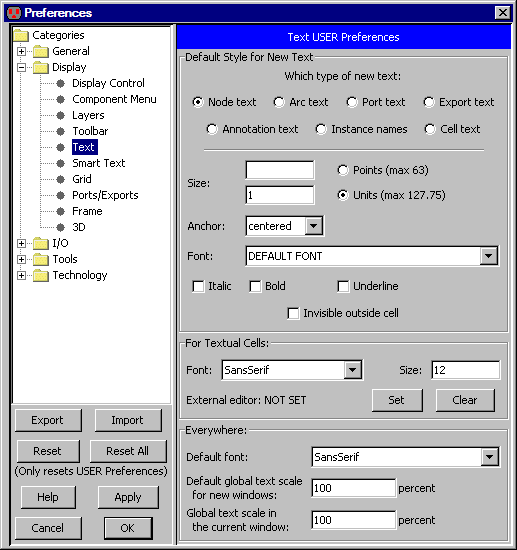 Preferences
Categories
General
Display
Display Control
Component Menu
Layers
Toolbar
Text
Smart Text
Grid
Ports/Exports
Frame
3D
I/O
Tools
Technology
Export Import
Reset Reset All
(Only resets USER Preferences)
Help Apply
Cancel OK
Text USER Preferences
Default Style for New Text
Which type of new text:
Node text Arc text Port text Export text
Annotation text Instance names Cell text
Size:
Points (max 63)
1 Units (max 127.75)
Anchor: centered
Font: DEFAULT FONT
Italic Bold Underline
Invisible outside cell
For Textual Cells:
Font: SansSerif Size: 12
External editor: NOT SET Set Clear
Everywhere:
Default font: SansSerif
Default global text scale
for new windows: 100 percent
Global text scale in
the current window: 100 percent